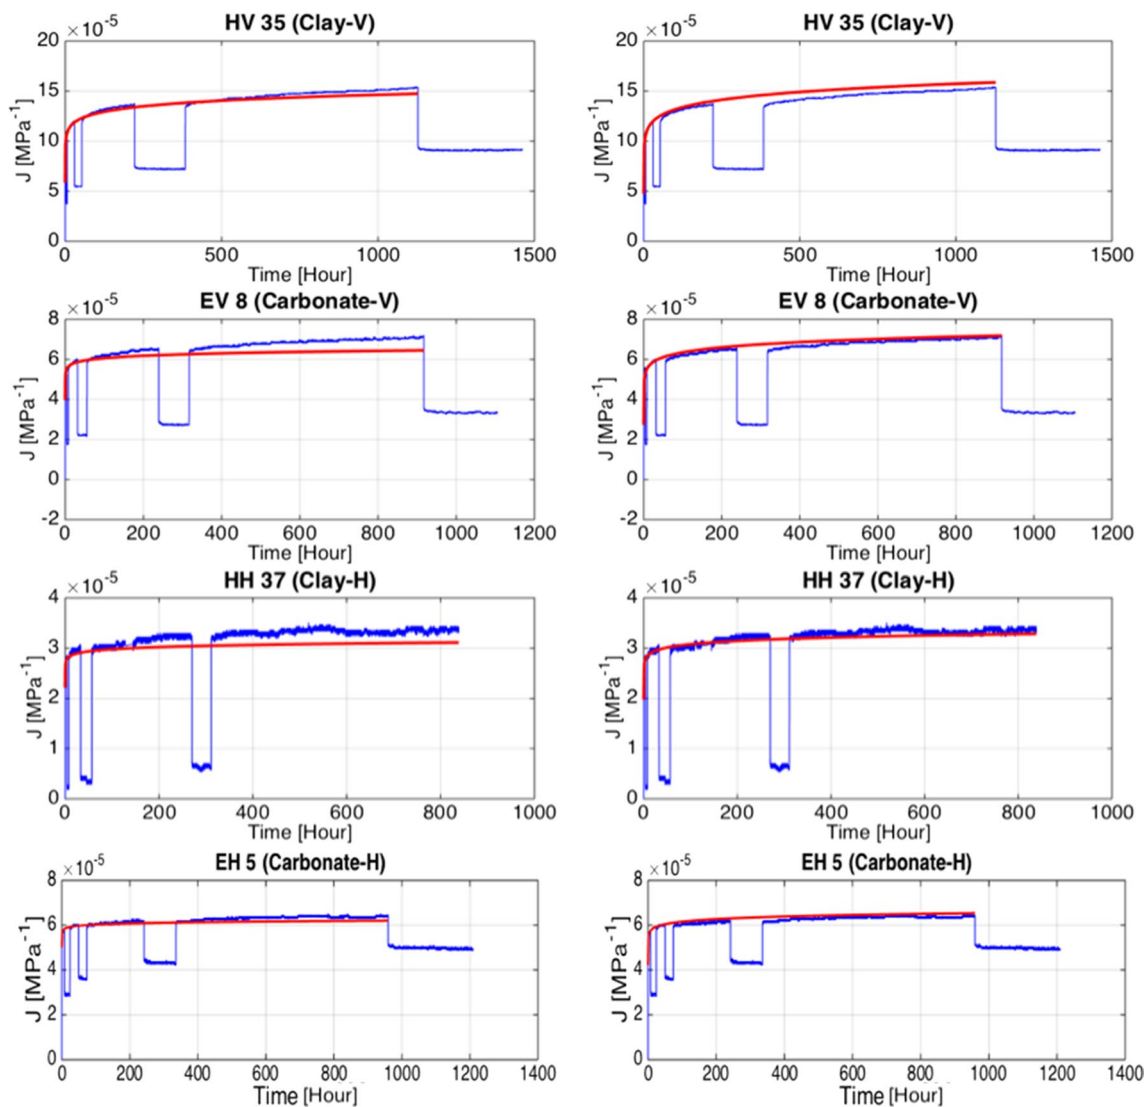 ×10⁻⁵ HV 35 (Clay-V)
20
15
10
5
0
J [MPa⁻¹]
0 500 1000 1500
Time [Hour]
×10⁻⁵ HV 35 (Clay-V)
20
15
10
5
0
J [MPa⁻¹]
0 500 1000 1500
Time [Hour]
×10⁻⁵ EV 8 (Carbonate-V)
8
6
4
2
0
-2
J [MPa⁻¹]
0 200 400 600 800 1000 1200
Time [Hour]
×10⁻⁵ EV 8 (Carbonate-V)
8
6
4
2
0
-2
J [MPa⁻¹]
0 200 400 600 800 1000 1200
Time [Hour]
×10⁻⁵ HH 37 (Clay-H)
4
3
2
1
0
J [MPa⁻¹]
0 200 400 600 800 1000
Time [Hour]
×10⁻⁵ HH 37 (Clay-H)
4
3
2
1
0
J [MPa⁻¹]
0 200 400 600 800 1000
Time [Hour]
×10⁻⁵ EH 5 (Carbonate-H)
8
6
4
2
0
J [MPa⁻¹]
0 200 400 600 800 1000 1200 1400
Time [Hour]
×10⁻⁵ EH 5 (Carbonate-H)
8
6
4
2
0
J [MPa⁻¹]
0 200 400 600 800 1000 1200 1400
Time [Hour]